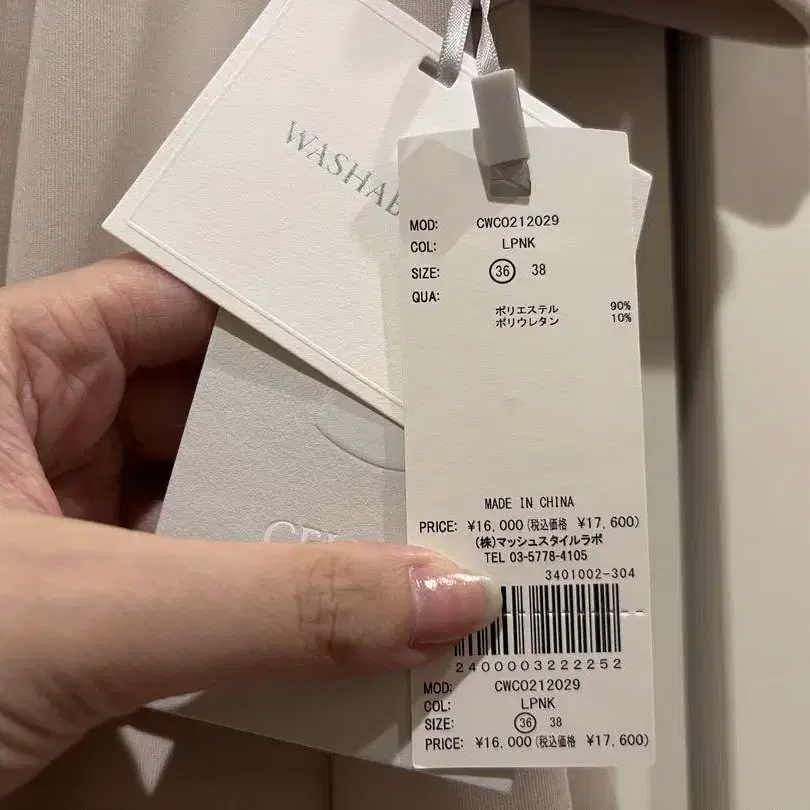 MOD: CWCO212029
COL: LPNK
SIZE: 36 38
QUA:
ポリエステル 90%
ポリウレタン 10%
MADE IN CHINA
PRICE: ¥16,000(税込価格 ¥17,600)
(株)マッシュスタイルラボ
TEL 03-5778-4105
3401002-304
2400003222252
MOD: CWCO212029
COL: LPNK
SIZE: 36 38
PRICE: ¥16,000(税込価格 ¥17,600)